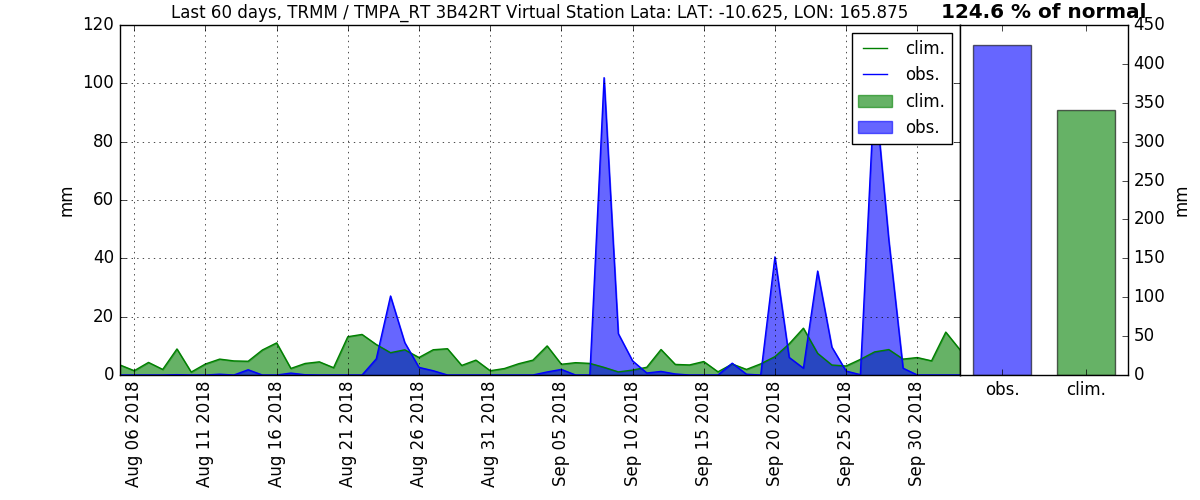 Last 60 days, TRMM / TMPA_RT 3B42RT Virtual Station Lata: LAT: -10.625, LON: 165.875
124.6 % of normal
mm
120
100
80
60
40
20
0
clim.
obs.
clim.
obs.
Aug 06 2018
Aug 11 2018
Aug 16 2018
Aug 21 2018
Aug 26 2018
Aug 31 2018
Sep 05 2018
Sep 10 2018
Sep 15 2018
Sep 20 2018
Sep 25 2018
Sep 30 2018
450
400
350
300
250
200
150
100
50
0
mm
obs.
clim.